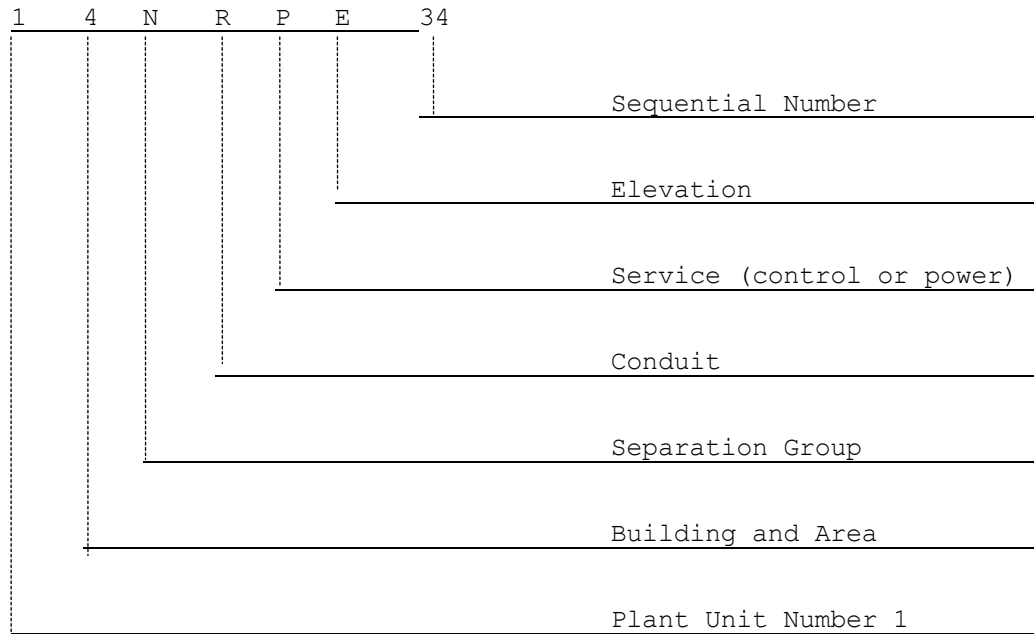 1 4 N R P E 34
Sequential Number
Elevation
Service (control or power)
Conduit
Separation Group
Building and Area
Plant Unit Number 1